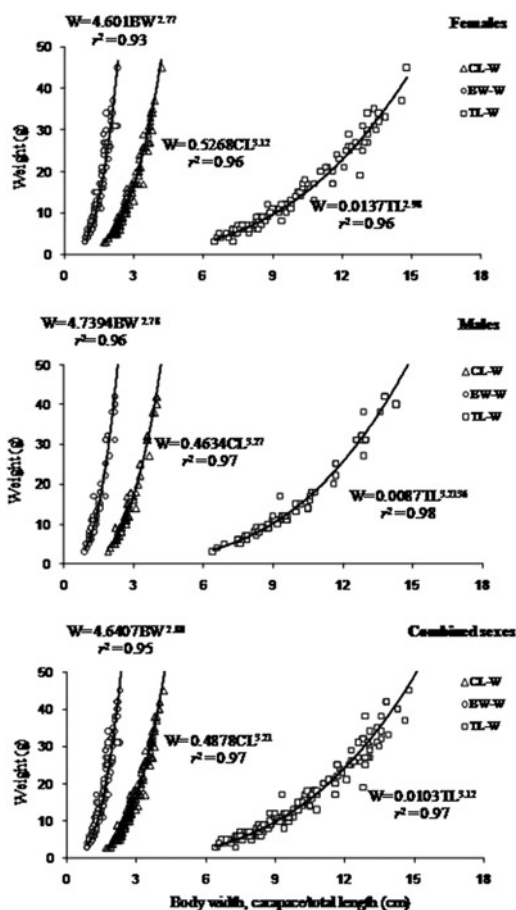 W=4.601BW^2.77
r²=0.93
Females
△CL-W
○BW-W
□TL-W
W=0.5268CL^3.12
r²=0.96
W=0.0137TL^2.98
r²=0.96
Weight (g)
50
40
30
20
10
0
0 3 6 9 12 15 18
W=4.7394BW^2.78
r²=0.96
Males
△CL-W
○BW-W
□TL-W
W=0.4634CL^3.27
r²=0.97
W=0.0087TL^3.2136
r²=0.98
Weight (g)
50
40
30
20
10
0
0 3 6 9 12 15 18
W=4.6407BW^2.88
r²=0.95
Combined sexes
△CL-W
○BW-W
□TL-W
W=0.4878CL^3.21
r²=0.97
W=0.0103TL^3.12
r²=0.97
Weight (g)
50
40
30
20
10
0
0 3 6 9 12 15 18
Body width, carapace/total length (cm)